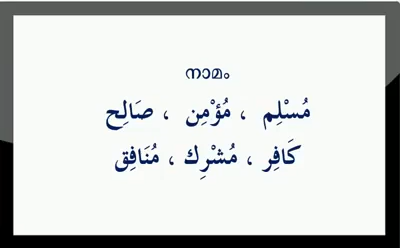 നാമം
مُسْلِم ، مُؤْمِن ، صَالِح
كَافِر ، مُشْرِك ، مُنَافِق